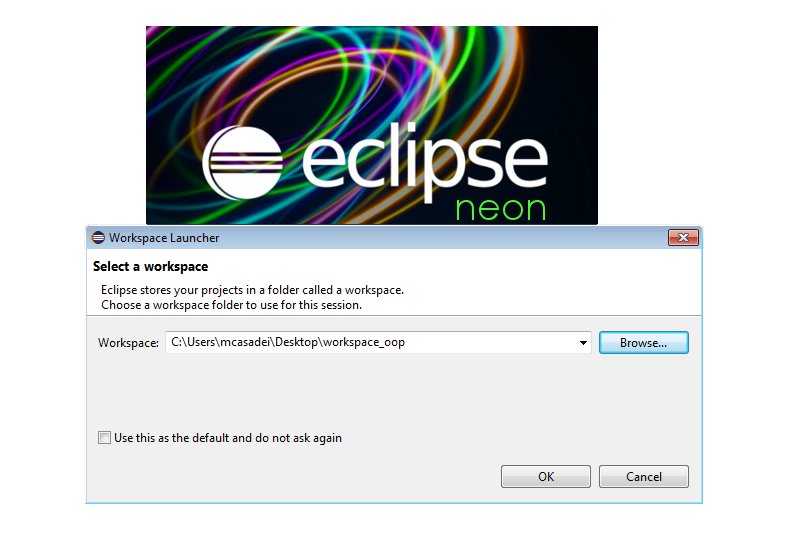 eclipse
neon
Workspace Launcher
Select a workspace
Eclipse stores your projects in a folder called a workspace.
Choose a workspace folder to use for this session.
Workspace: C:\Users\mcasadei\Desktop\workspace_oop Browse...
Use this as the default and do not ask again
OK Cancel